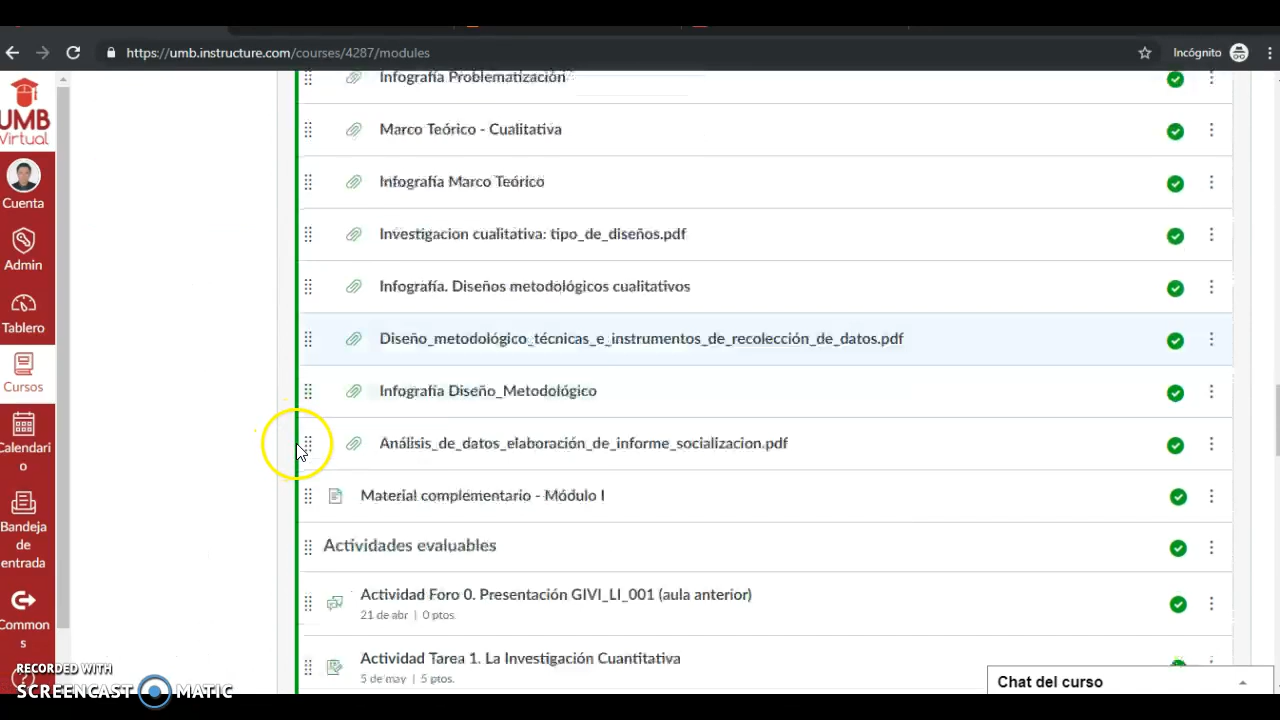 https://umb.instructure.com/courses/4287/modules
Incógnito
UMB
Virtual
Cuenta
Admin
Tablero
Cursos
Calendari
o
Bandeja
de
entrada
Common
s
Infografía Problematización
Marco Teórico - Cualitativa
Infografía Marco Teórico
Investigacion cualitativa: tipo_de_diseños.pdf
Infografía. Diseños metodológicos cualitativos
Diseño_metodológico_técnicas_e_instrumentos_de_recolección_de_datos.pdf
Infografía Diseño_Metodológico
Análisis_de_datos_elaboración_de_informe_socializacion.pdf
Material complementario - Módulo I
Actividades evaluables
Actividad Foro 0. Presentación GIVI_LI_001 (aula anterior)
21 de abr | 0 ptos.
Actividad Tarea 1. La Investigación Cuantitativa
5 de may | 5 ptos.
Chat del curso
RECORDED WITH
SCREENCAST MATIC